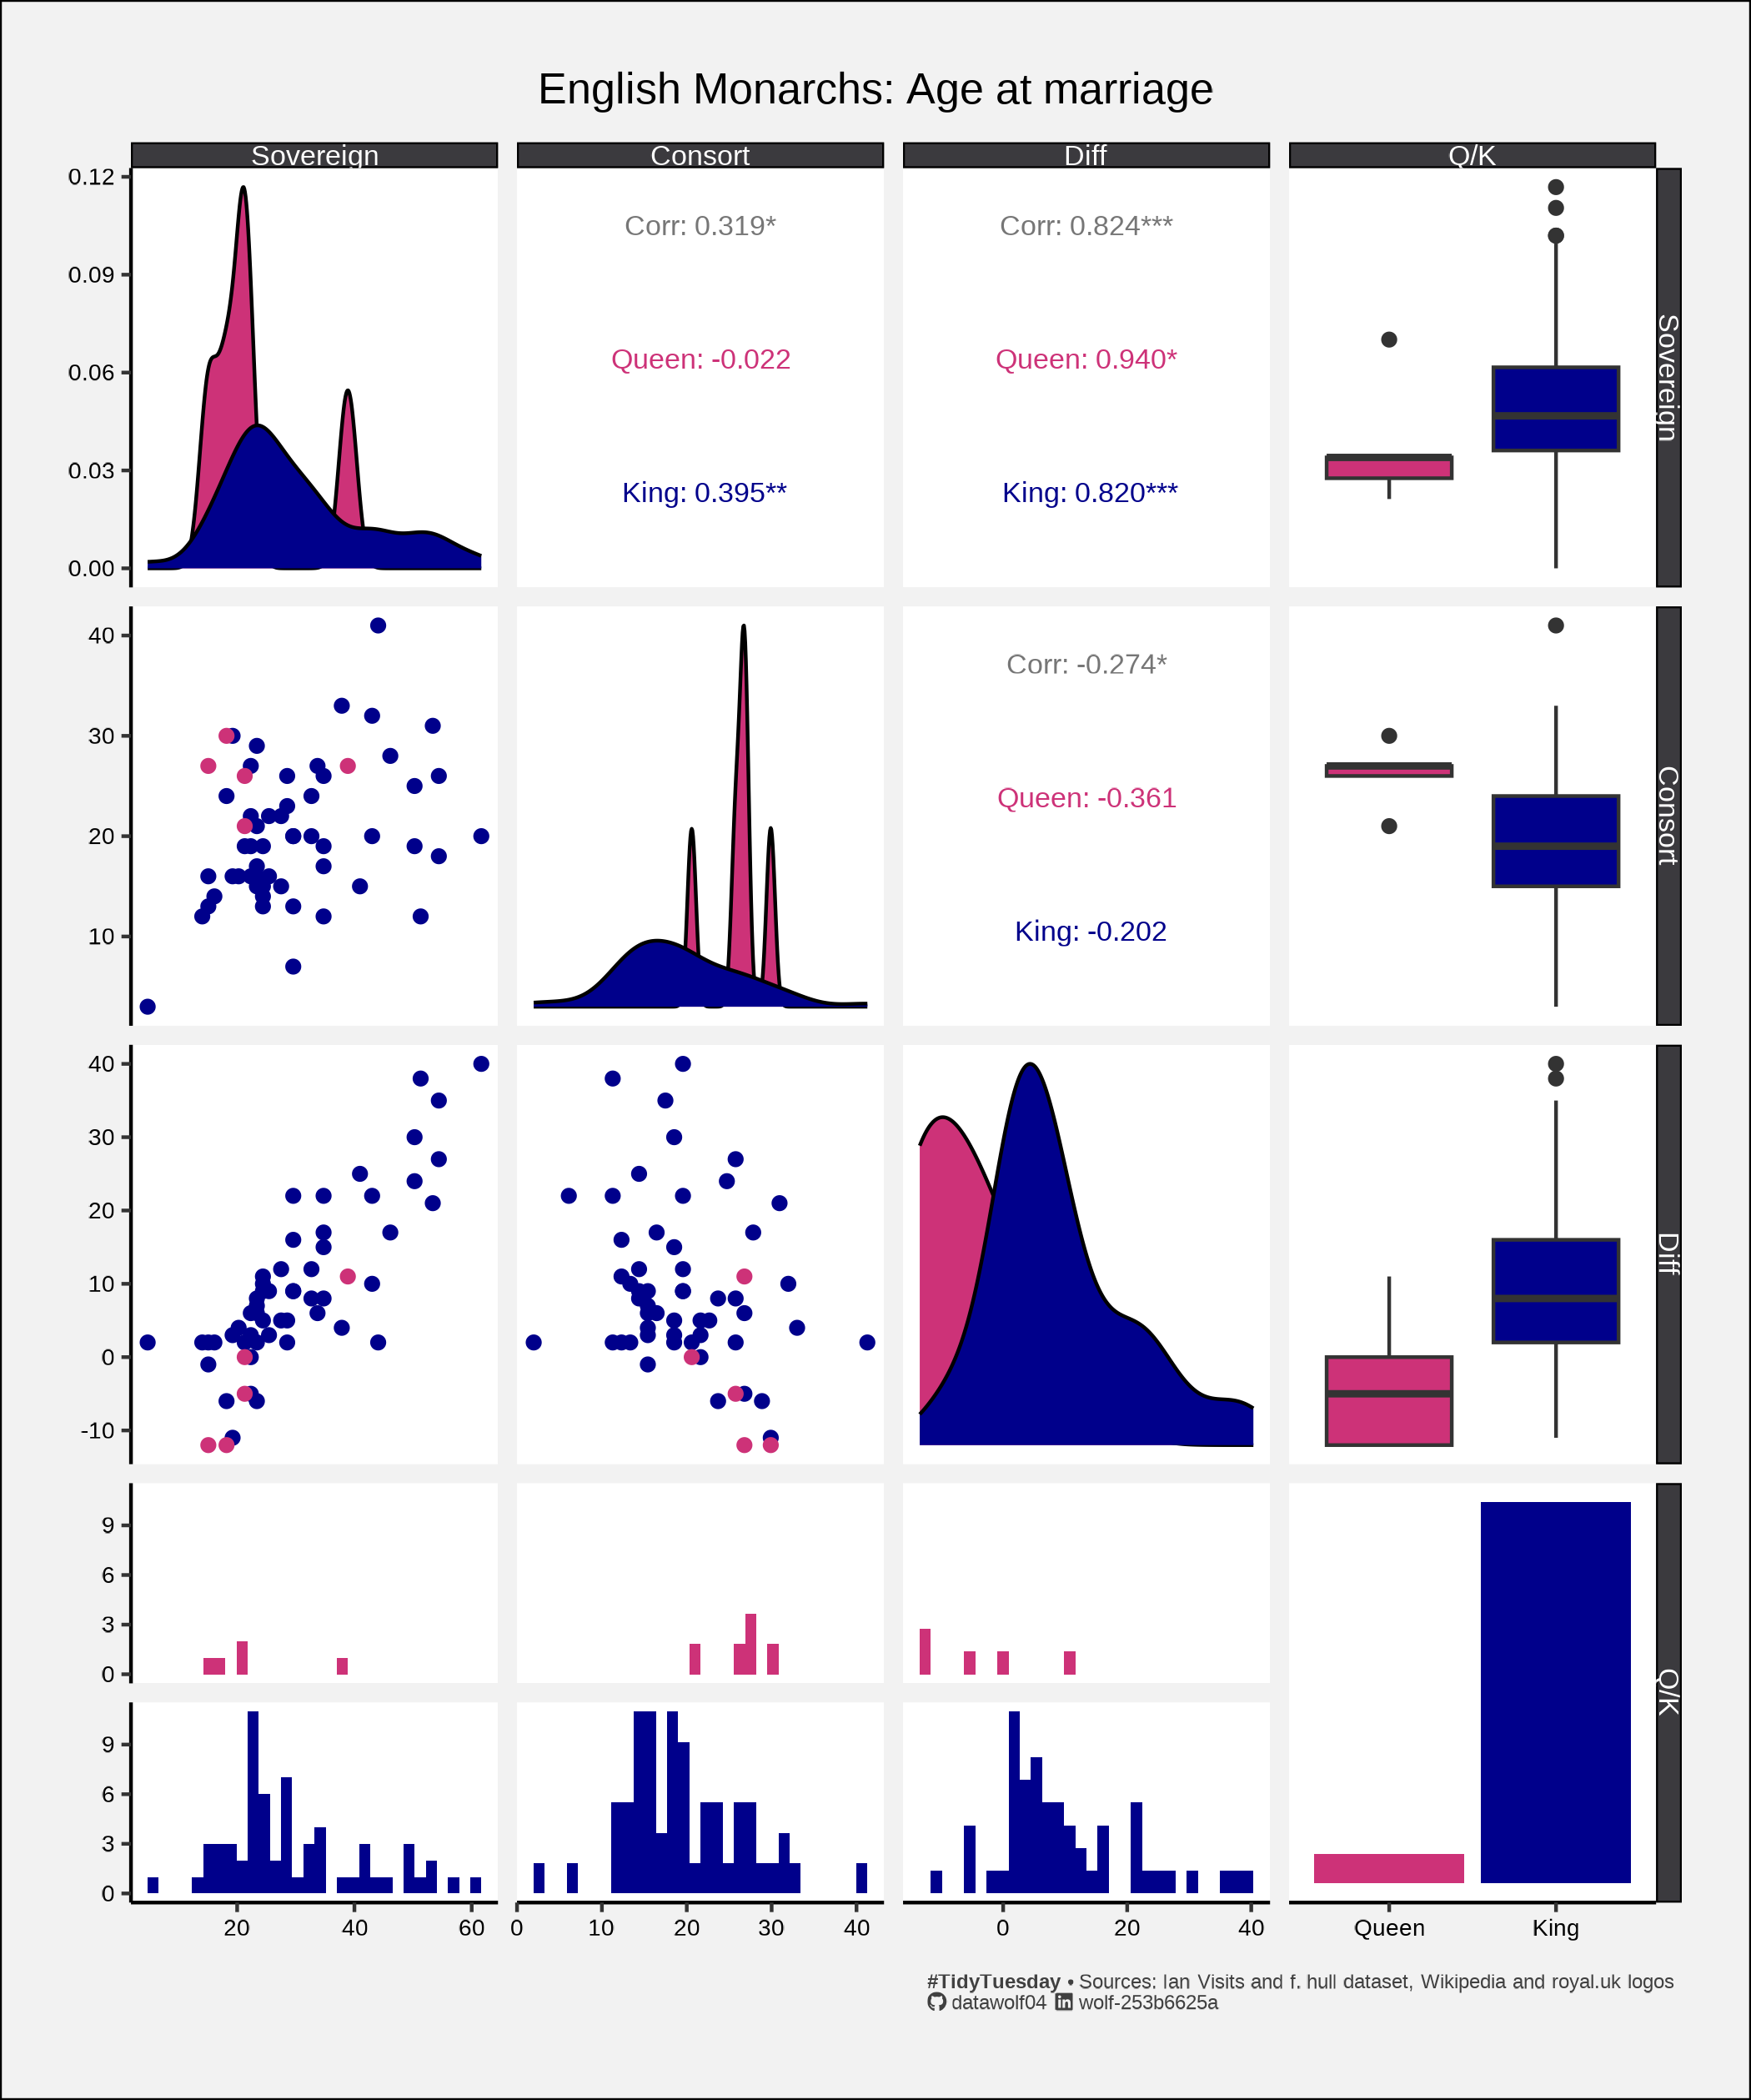 English Monarchs: Age at marriage
Sovereign
Consort
Diff
Q/K
0.12
0.09
0.06
0.03
0.00
Corr: 0.319*
Queen: -0.022
King: 0.395**
Corr: 0.824***
Queen: 0.940*
King: 0.820***
Sovereign
40
30
20
10
Corr: -0.274*
Queen: -0.361
King: -0.202
Consort
40
30
20
10
0
-10
Diff
9
6
3
0
9
6
3
0
Q/K
20
40
60
0
10
20
30
40
0
20
40
Queen
King
#TidyTuesday • Sources: Ian Visits and f. hull dataset, Wikipedia and royal.uk logos
datawolf04 wolf-253b6625a